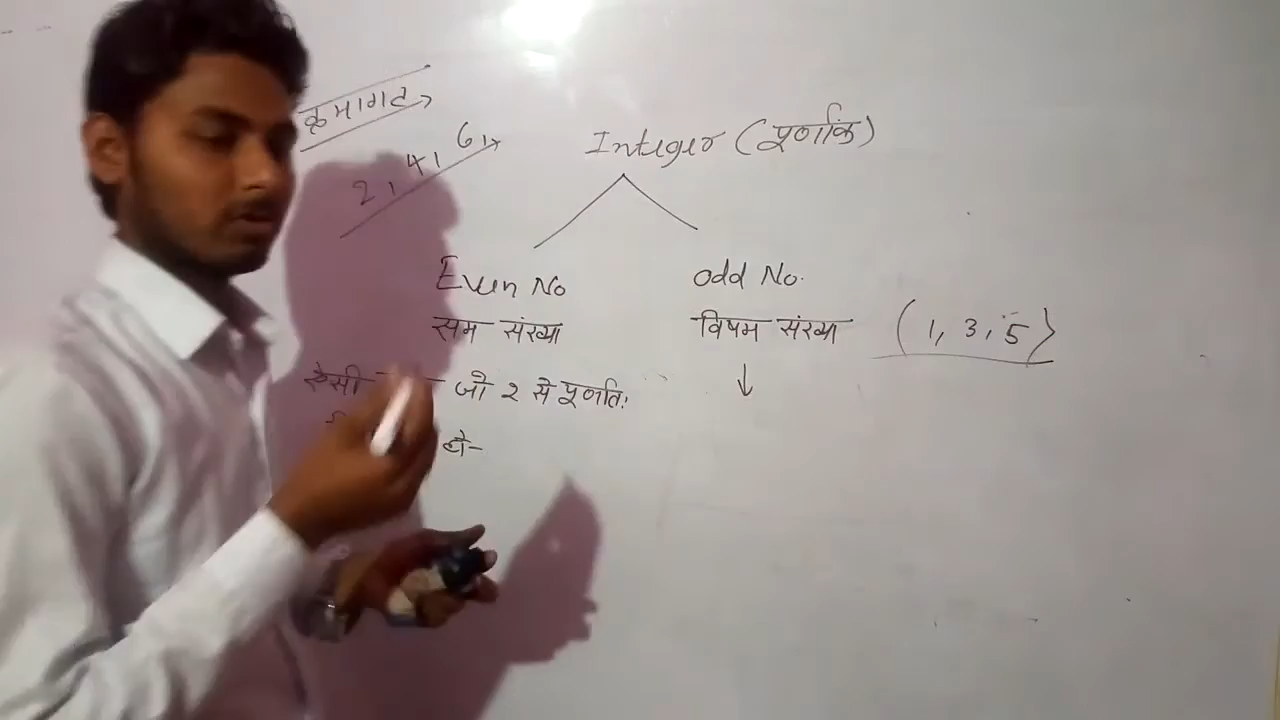 क्रमागत
2, 4, 6,
Integer (पूर्णांक)
Even No
Odd No.
सम संख्या
विषम संख्या
(1, 3, 5)
ऐसी जो 2 से पूर्णतः
हो-